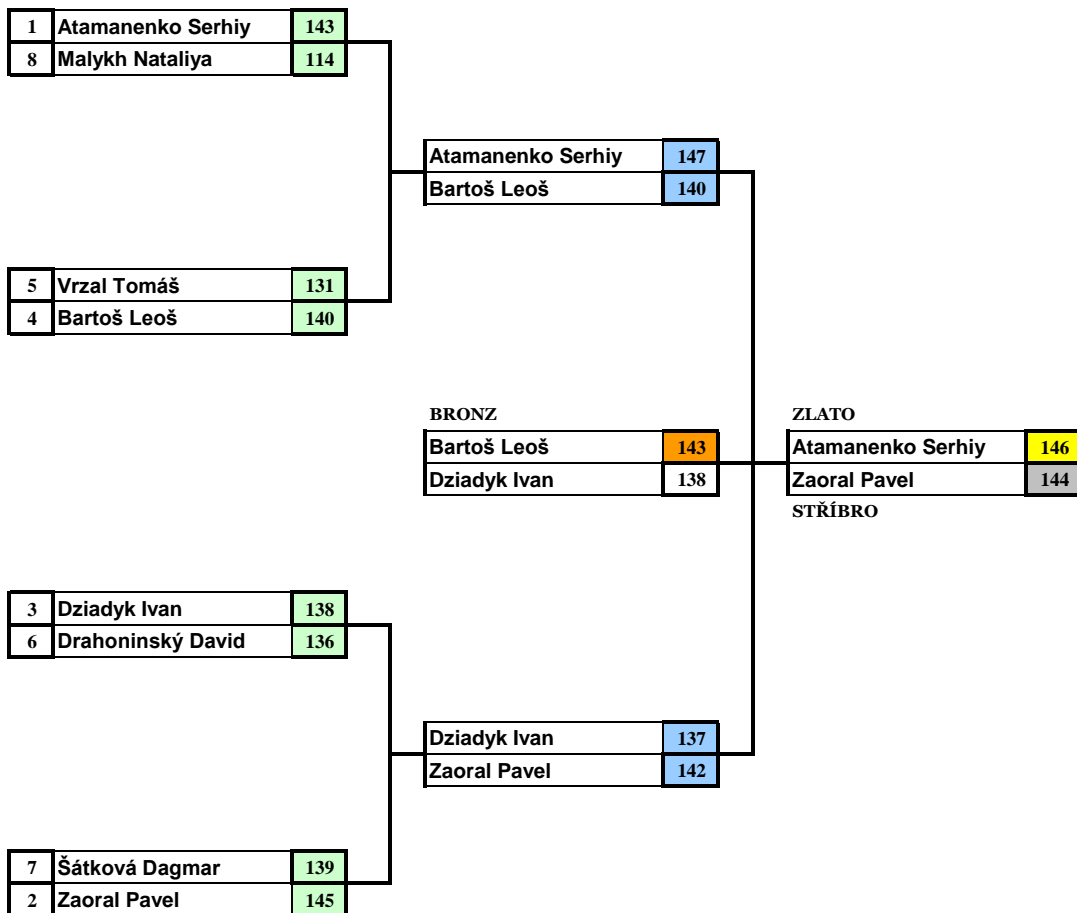 1 Atamanenko Serhiy 143
8 Malykh Nataliya 114
Atamanenko Serhiy 147
Bartoš Leoš 140
5 Vrzal Tomáš 131
4 Bartoš Leoš 140
BRONZ ZLATO
Bartoš Leoš 143 Atamanenko Serhiy 146
Dziadyk Ivan 138 Zaoral Pavel 144
STŘÍBRO
3 Dziadyk Ivan 138
6 Drahoninský David 136
Dziadyk Ivan 137
Zaoral Pavel 142
7 Šátková Dagmar 139
2 Zaoral Pavel 145